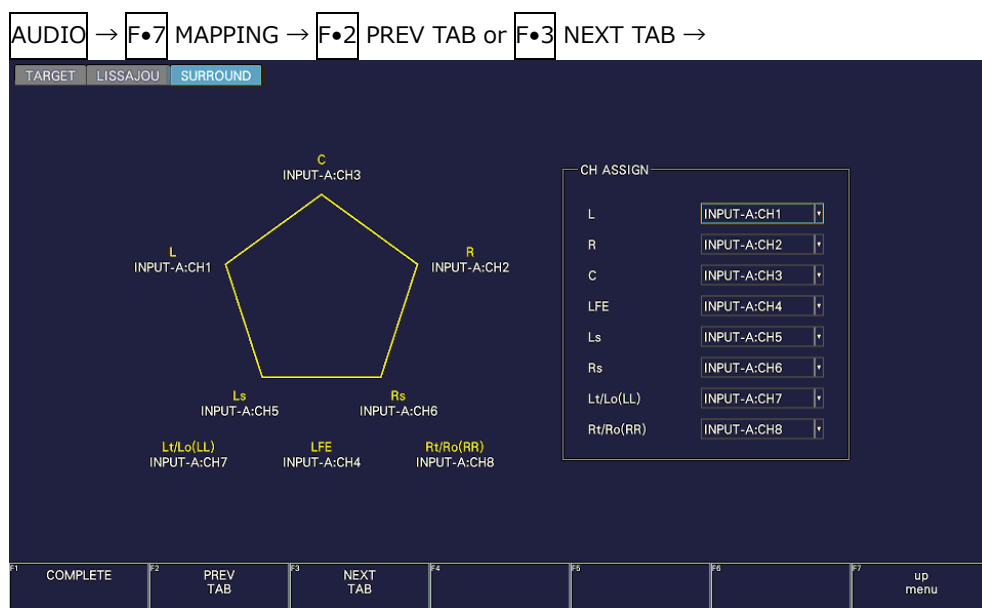 AUDIO → F•7 MAPPING → F•2 PREV TAB or F•3 NEXT TAB →
TARGET LISSAJOU SURROUND
C
INPUT-A:CH3
L
INPUT-A:CH1
R
INPUT-A:CH2
Ls
INPUT-A:CH5
Rs
INPUT-A:CH6
Lt/Lo(LL)
INPUT-A:CH7
LFE
INPUT-A:CH4
Rt/Ro(RR)
INPUT-A:CH8
CH ASSIGN
L INPUT-A:CH1
R INPUT-A:CH2
C INPUT-A:CH3
LFE INPUT-A:CH4
Ls INPUT-A:CH5
Rs INPUT-A:CH6
Lt/Lo(LL) INPUT-A:CH7
Rt/Ro(RR) INPUT-A:CH8
F1 COMPLETE
F2 PREV
TAB
F3 NEXT
TAB
F4
F5
F6
F7 up
menu